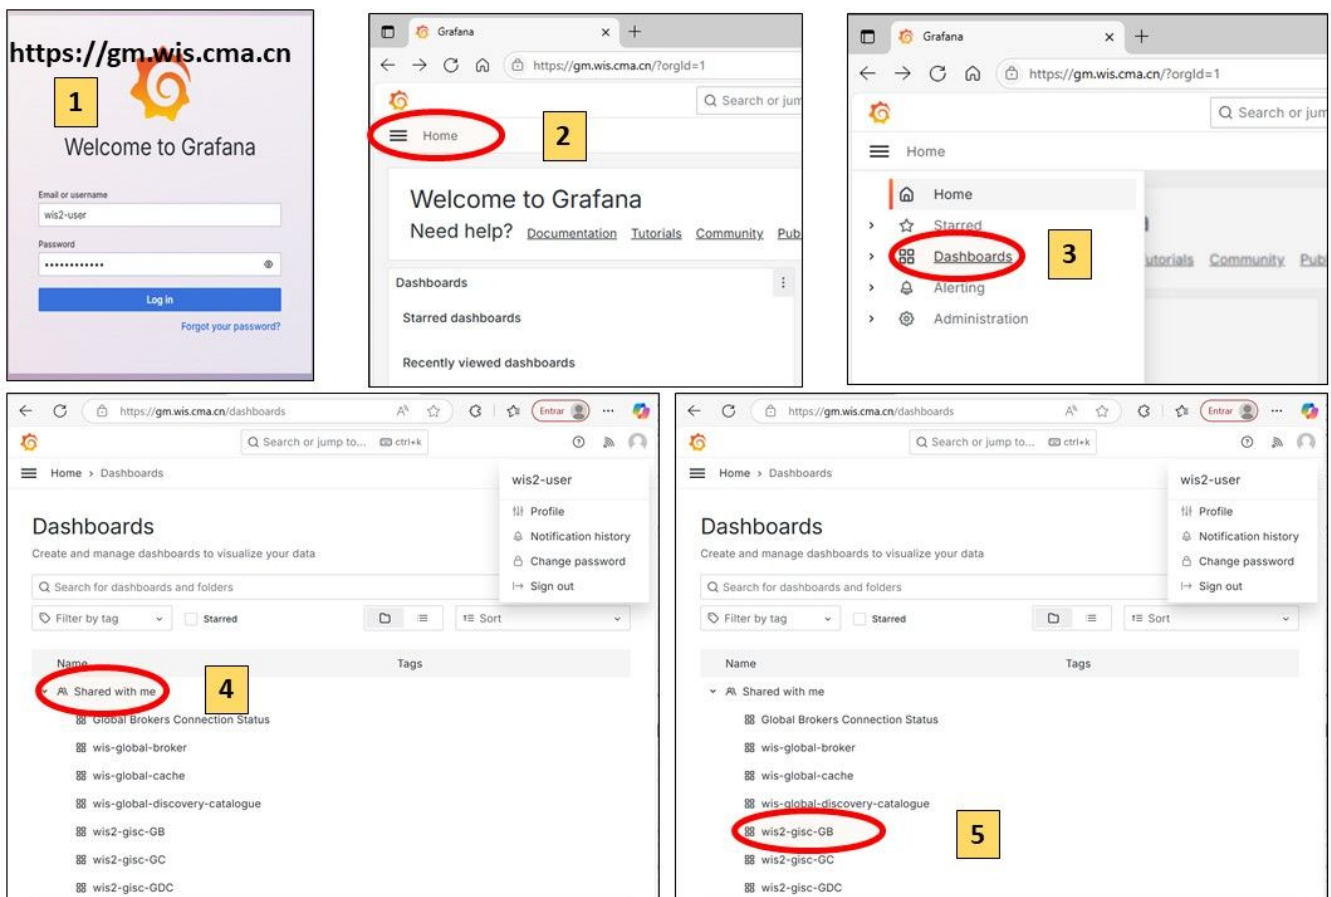 https://gm.wis.cma.cn
1
Welcome to Grafana
Email or username
wis2-user
Password
••••••••••••
Log in
Forgot your password?
Grafana
https://gm.wis.cma.cn/?orgId=1
Search or jum
Home
2
Welcome to Grafana
Need help? Documentation Tutorials Community Pub
Dashboards
Starred dashboards
Recently viewed dashboards
Grafana
https://gm.wis.cma.cn/?orgId=1
Search or jum
Home
Home
Starred
Dashboards
3
utorials Community Pub
Alerting
Administration
https://gm.wis.cma.cn/dashboards
Entrar
Search or jump to... ctrl+k
Home > Dashboards
wis2-user
Profile
Notification history
Change password
Sign out
Dashboards
Create and manage dashboards to visualize your data
Search for dashboards and folders
Filter by tag Starred Sort
Name Tags
Shared with me
4
Global Brokers Connection Status
wis-global-broker
wis-global-cache
wis-global-discovery-catalogue
wis2-gisc-GB
wis2-gisc-GC
wis2-gisc-GDC
https://gm.wis.cma.cn/dashboards
Entrar
Search or jump to... ctrl+k
Home > Dashboards
wis2-user
Profile
Notification history
Change password
Sign out
Dashboards
Create and manage dashboards to visualize your data
Search for dashboards and folders
Filter by tag Starred Sort
Name Tags
Shared with me
Global Brokers Connection Status
wis-global-broker
wis-global-cache
wis-global-discovery-catalogue
wis2-gisc-GB
5
wis2-gisc-GC
wis2-gisc-GDC